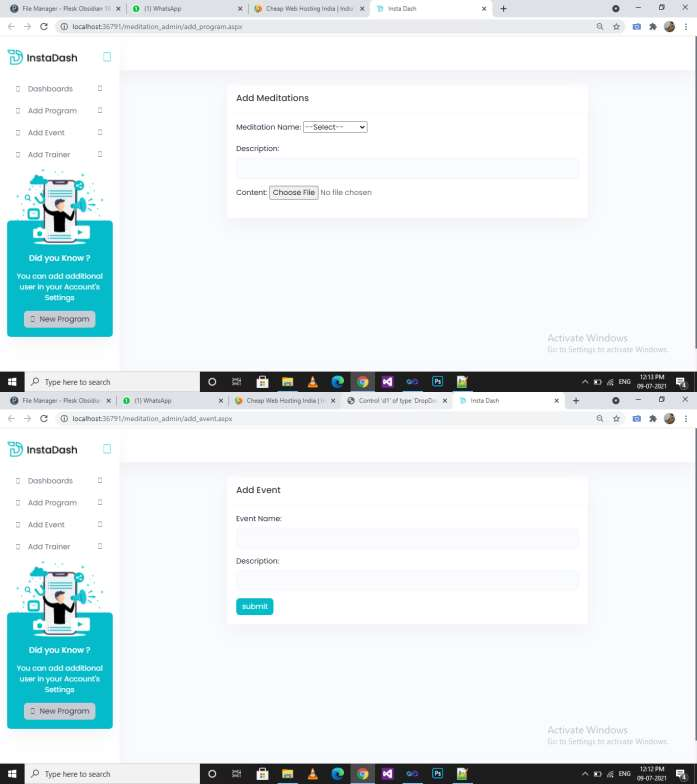 File Manager - Plesk Obsidian 18
(1) WhatsApp
Cheap Web Hosting India | India
Insta Dash
localhost:36791/meditation_admin/add_program.aspx
InstaDash
Dashboards
Add Program
Add Event
Add Trainer
Did you Know ?
You can add additional
user in your Account's
Settings
New Program
Add Meditations
Meditation Name: --Select--
Description:
Content: Choose File No file chosen
Activate Windows
Go to Settings to activate Windows.
Type here to search
Ps
ENG
12:13 PM
09-07-2021
File Manager - Plesk Obsidian
(1) WhatsApp
Cheap Web Hosting India | In
Control 'd1' of type 'DropDo
Insta Dash
localhost:36791/meditation_admin/add_event.aspx
InstaDash
Dashboards
Add Program
Add Event
Add Trainer
Did you Know ?
You can add additional
user in your Account's
Settings
New Program
Add Event
Event Name:
Description:
submit
Activate Windows
Go to Settings to activate Windows.
Type here to search
Ps
ENG
12:12 PM
09-07-2021